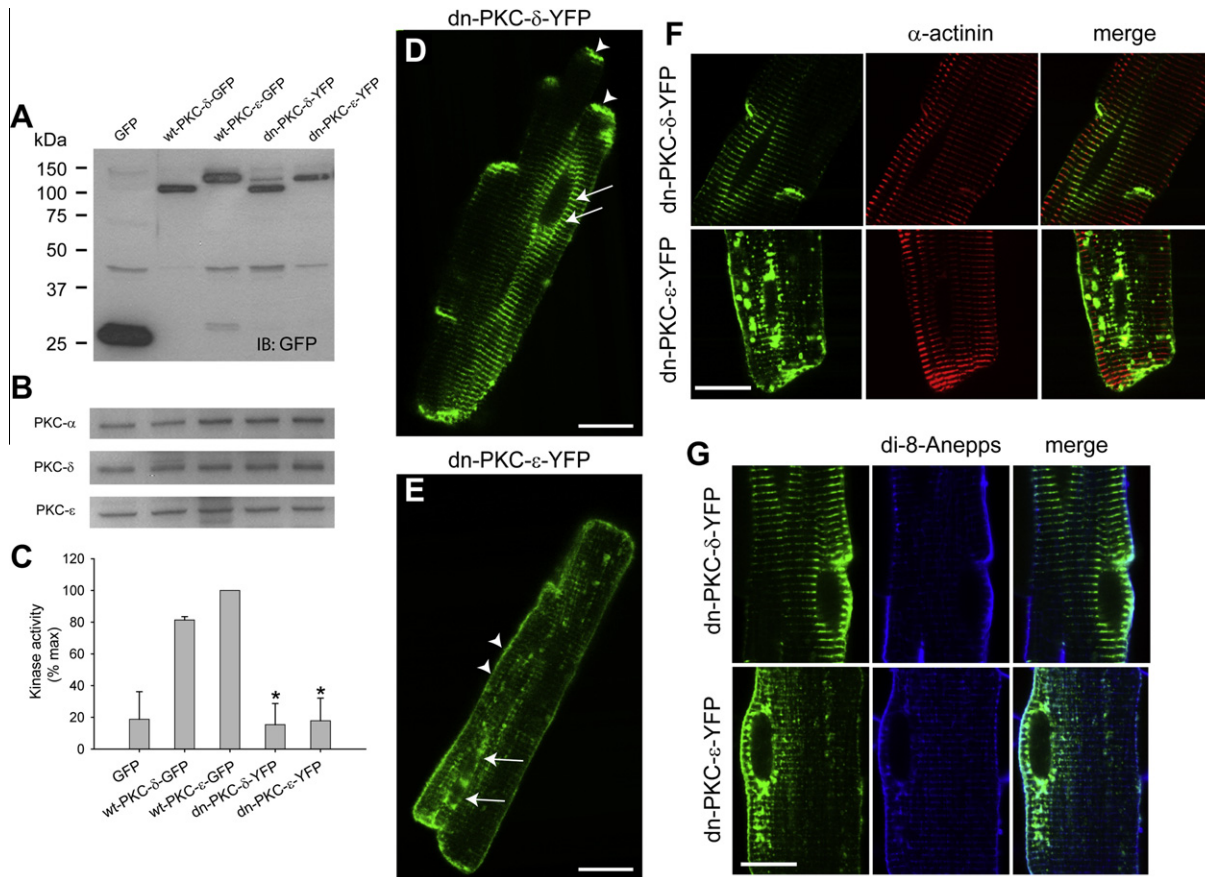 A
GFP
wt-PKC-δ-GFP
wt-PKC-ε-GFP
dn-PKC-δ-YFP
dn-PKC-ε-YFP
kDa
150
100
75
50
37
25
IB: GFP
B
PKC-α
PKC-δ
PKC-ε
C
Kinase activity
(% max)
120
100
80
60
40
20
0
*
*
GFP
wt-PKC-δ-GFP
wt-PKC-ε-GFP
dn-PKC-δ-YFP
dn-PKC-ε-YFP
dn-PKC-δ-YFP
D
dn-PKC-ε-YFP
E
F
α-actinin
merge
dn-PKC-δ-YFP
dn-PKC-ε-YFP
G
di-8-Anepps
merge
dn-PKC-δ-YFP
dn-PKC-ε-YFP